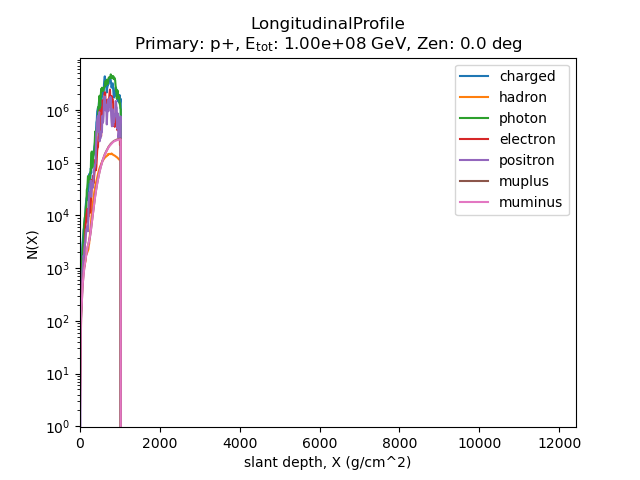 LongitudinalProfile
Primary: p+, E_tot: 1.00e+08 GeV, Zen: 0.0 deg
charged
hadron
photon
electron
positron
muplus
muminus
N(X)
10^6
10^5
10^4
10^3
10^2
10^1
10^0
0 2000 4000 6000 8000 10000 12000
slant depth, X (g/cm^2)